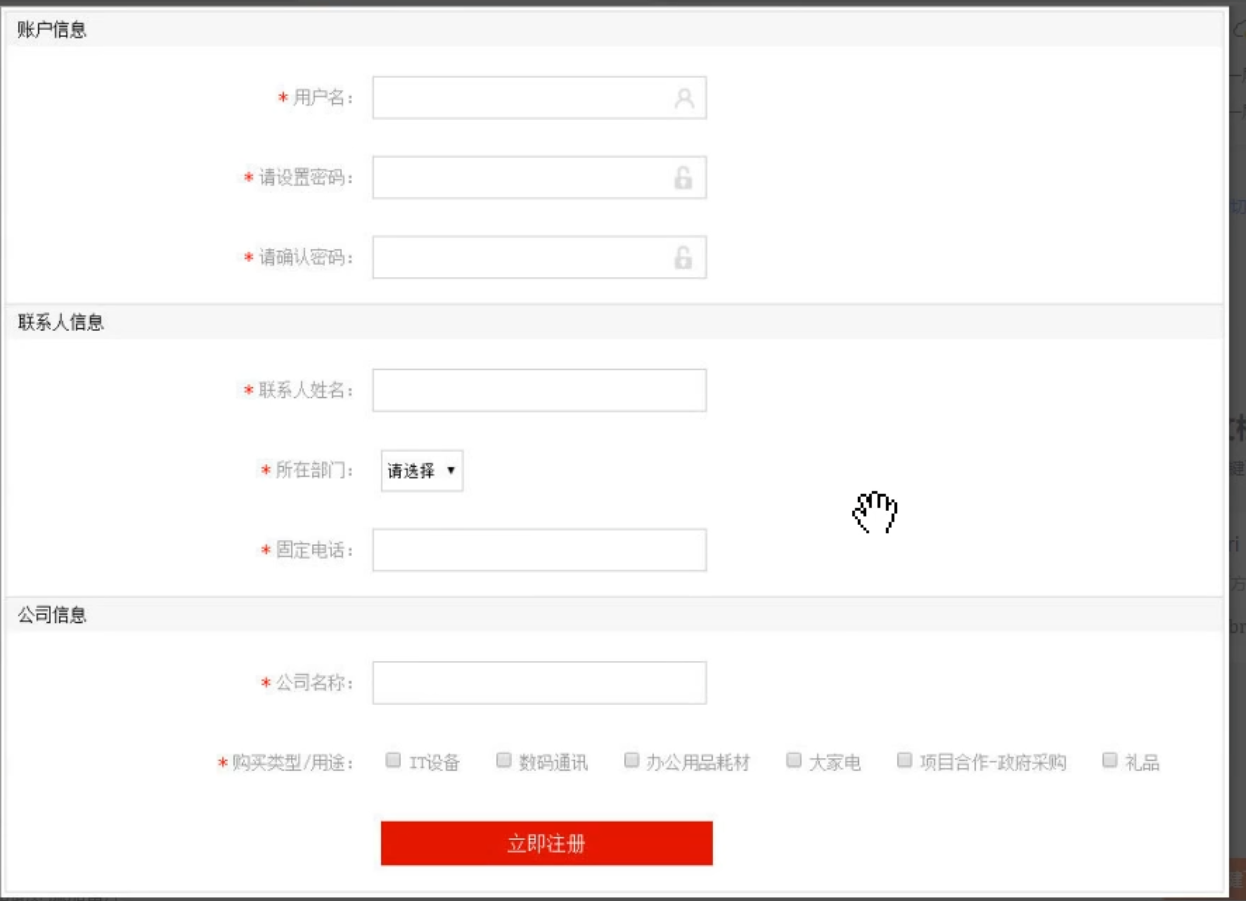 账户信息
* 用户名：
* 请设置密码：
* 请确认密码：
联系人信息
* 联系人姓名：
* 所在部门： 请选择
* 固定电话：
公司信息
* 公司名称：
* 购买类型/用途： IT设备 数码通讯 办公用品耗材 大家电 项目合作-政府采购 礼品
立即注册